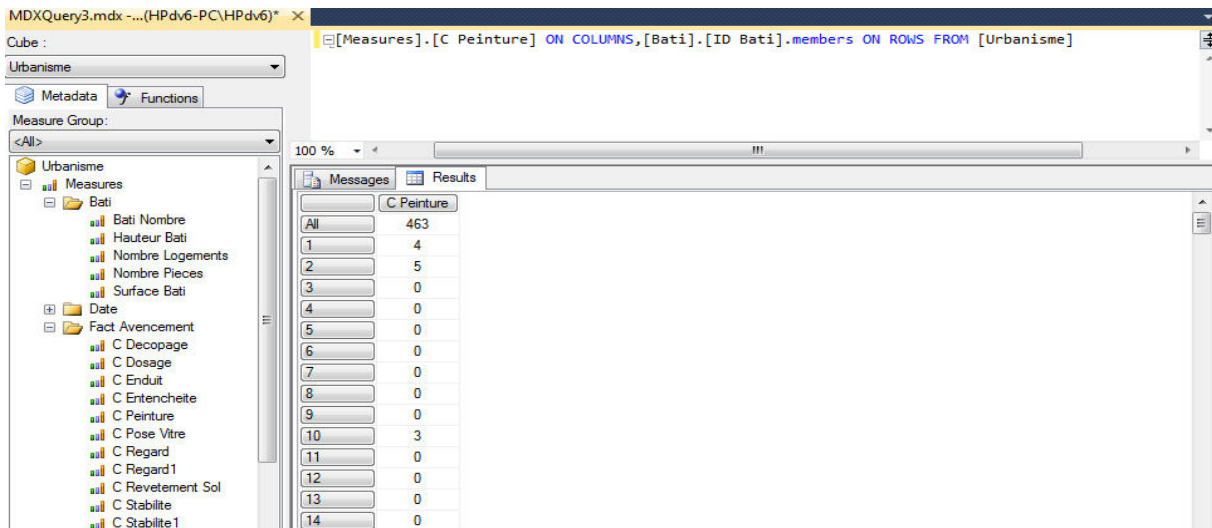 MDXQuery3.mdx -...(HPdv6-PC\HPdv6)* ×
Cube :
Urbanisme
Metadata Functions
Measure Group:
<All>
Urbanisme
Measures
Bati
Bati Nombre
Hauteur Bati
Nombre Logements
Nombre Pieces
Surface Bati
Date
Fact Avencement
C Decopage
C Dosage
C Enduit
C Entencheite
C Peinture
C Pose Vitre
C Regard
C Regard1
C Revetement Sol
C Stabilite
C Stabilite1
[Measures].[C Peinture] ON COLUMNS,[Bati].[ID Bati].members ON ROWS FROM [Urbanisme]
100 %
Messages Results
C Peinture
All 463
1 4
2 5
3 0
4 0
5 0
6 0
7 0
8 0
9 0
10 3
11 0
12 0
13 0
14 0